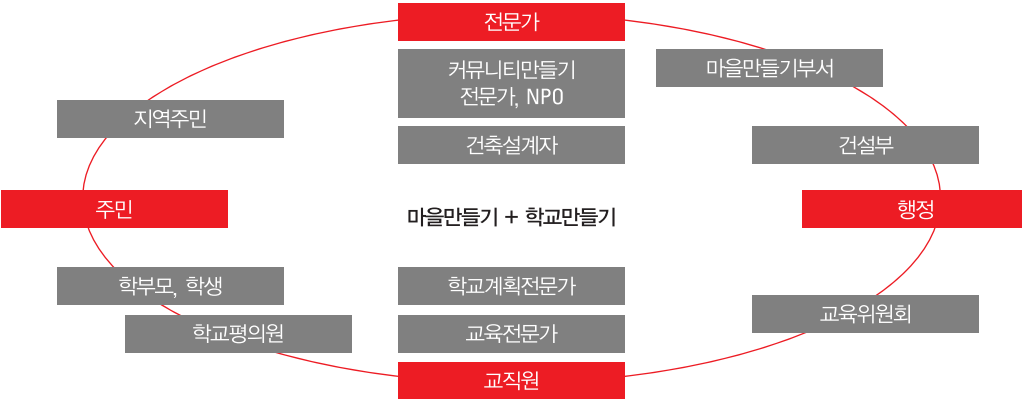 전문가
커뮤니티만들기
전문가, NPO
마을만들기부서
지역주민
건축설계자
건설부
주민
마을만들기 + 학교만들기
행정
학부모, 학생
학교계획전문가
교육위원회
학교평의원
교육전문가
교직원